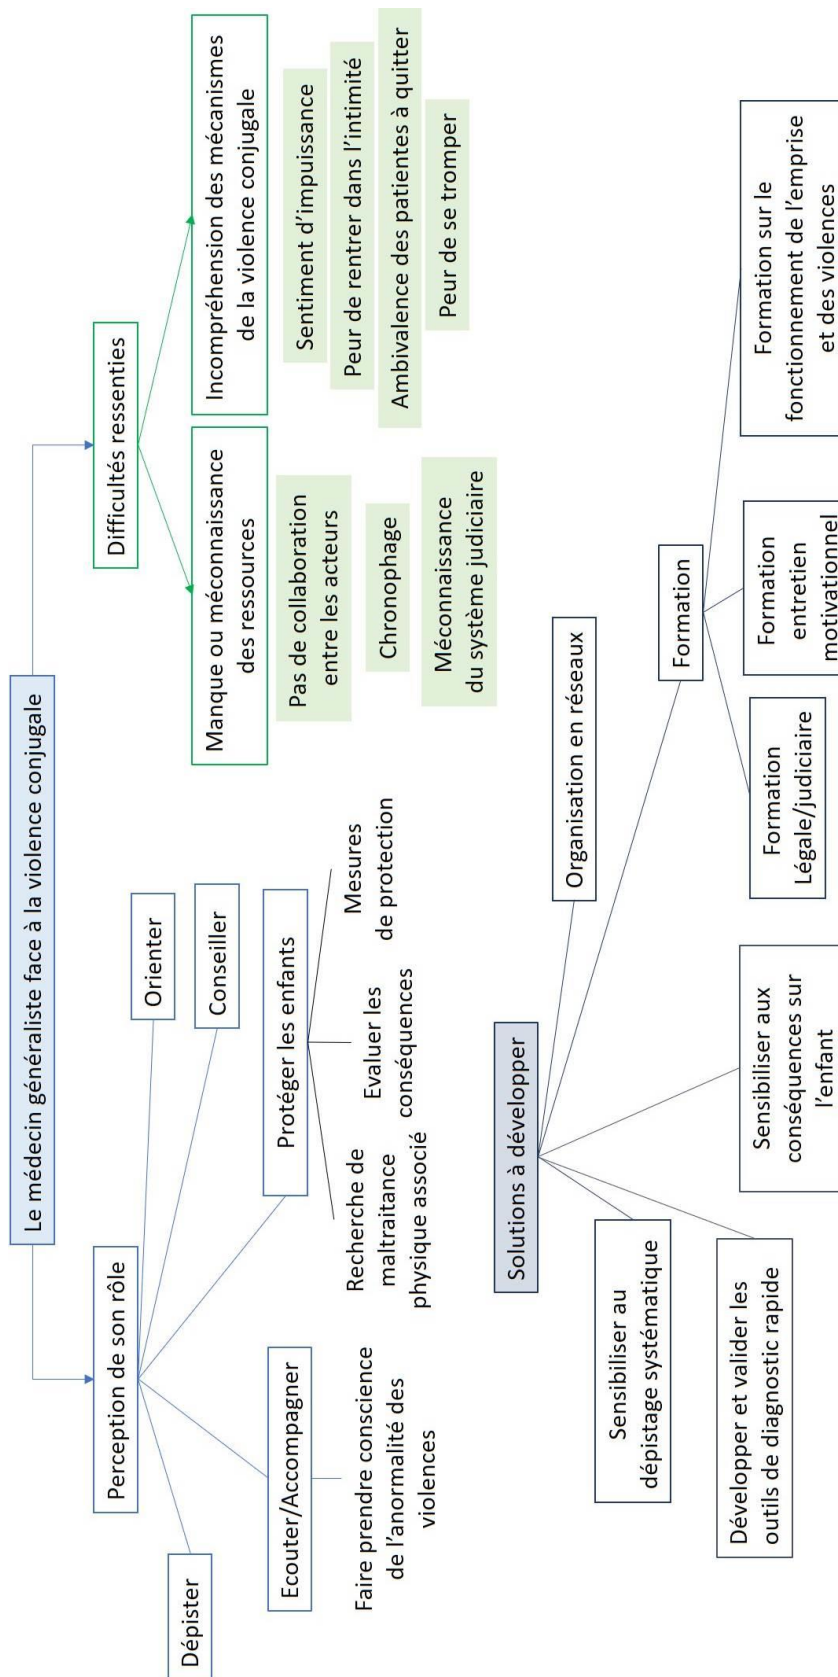 Le médecin généraliste face à la violence conjugale
Perception de son rôle
Dépister
Ecouter/Accompagner
Faire prendre conscience
de l’anormalité des
violences
Orienter
Conseiller
Protéger les enfants
Recherche de
maltraitance
physique associé
Evaluer les
conséquences
Mesures
de protection
Difficultés ressenties
Manque ou méconnaissance
des ressources
Pas de collaboration
entre les acteurs
Chronophage
Méconnaissance
du système judiciaire
Incompréhension des mécanismes
de la violence conjugale
Sentiment d’impuissance
Peur de rentrer dans l’intimité
Ambivalence des patientes à quitter
Peur de se tromper
Solutions à développer
Sensibiliser au
dépistage systématique
Développer et valider les
outils de diagnostic rapide
Sensibiliser aux
conséquences sur
l’enfant
Organisation en réseaux
Formation
Formation
Légale/judiciaire
Formation
entretien
motivationnel
Formation sur le
fonctionnement de l’emprise
et des violences